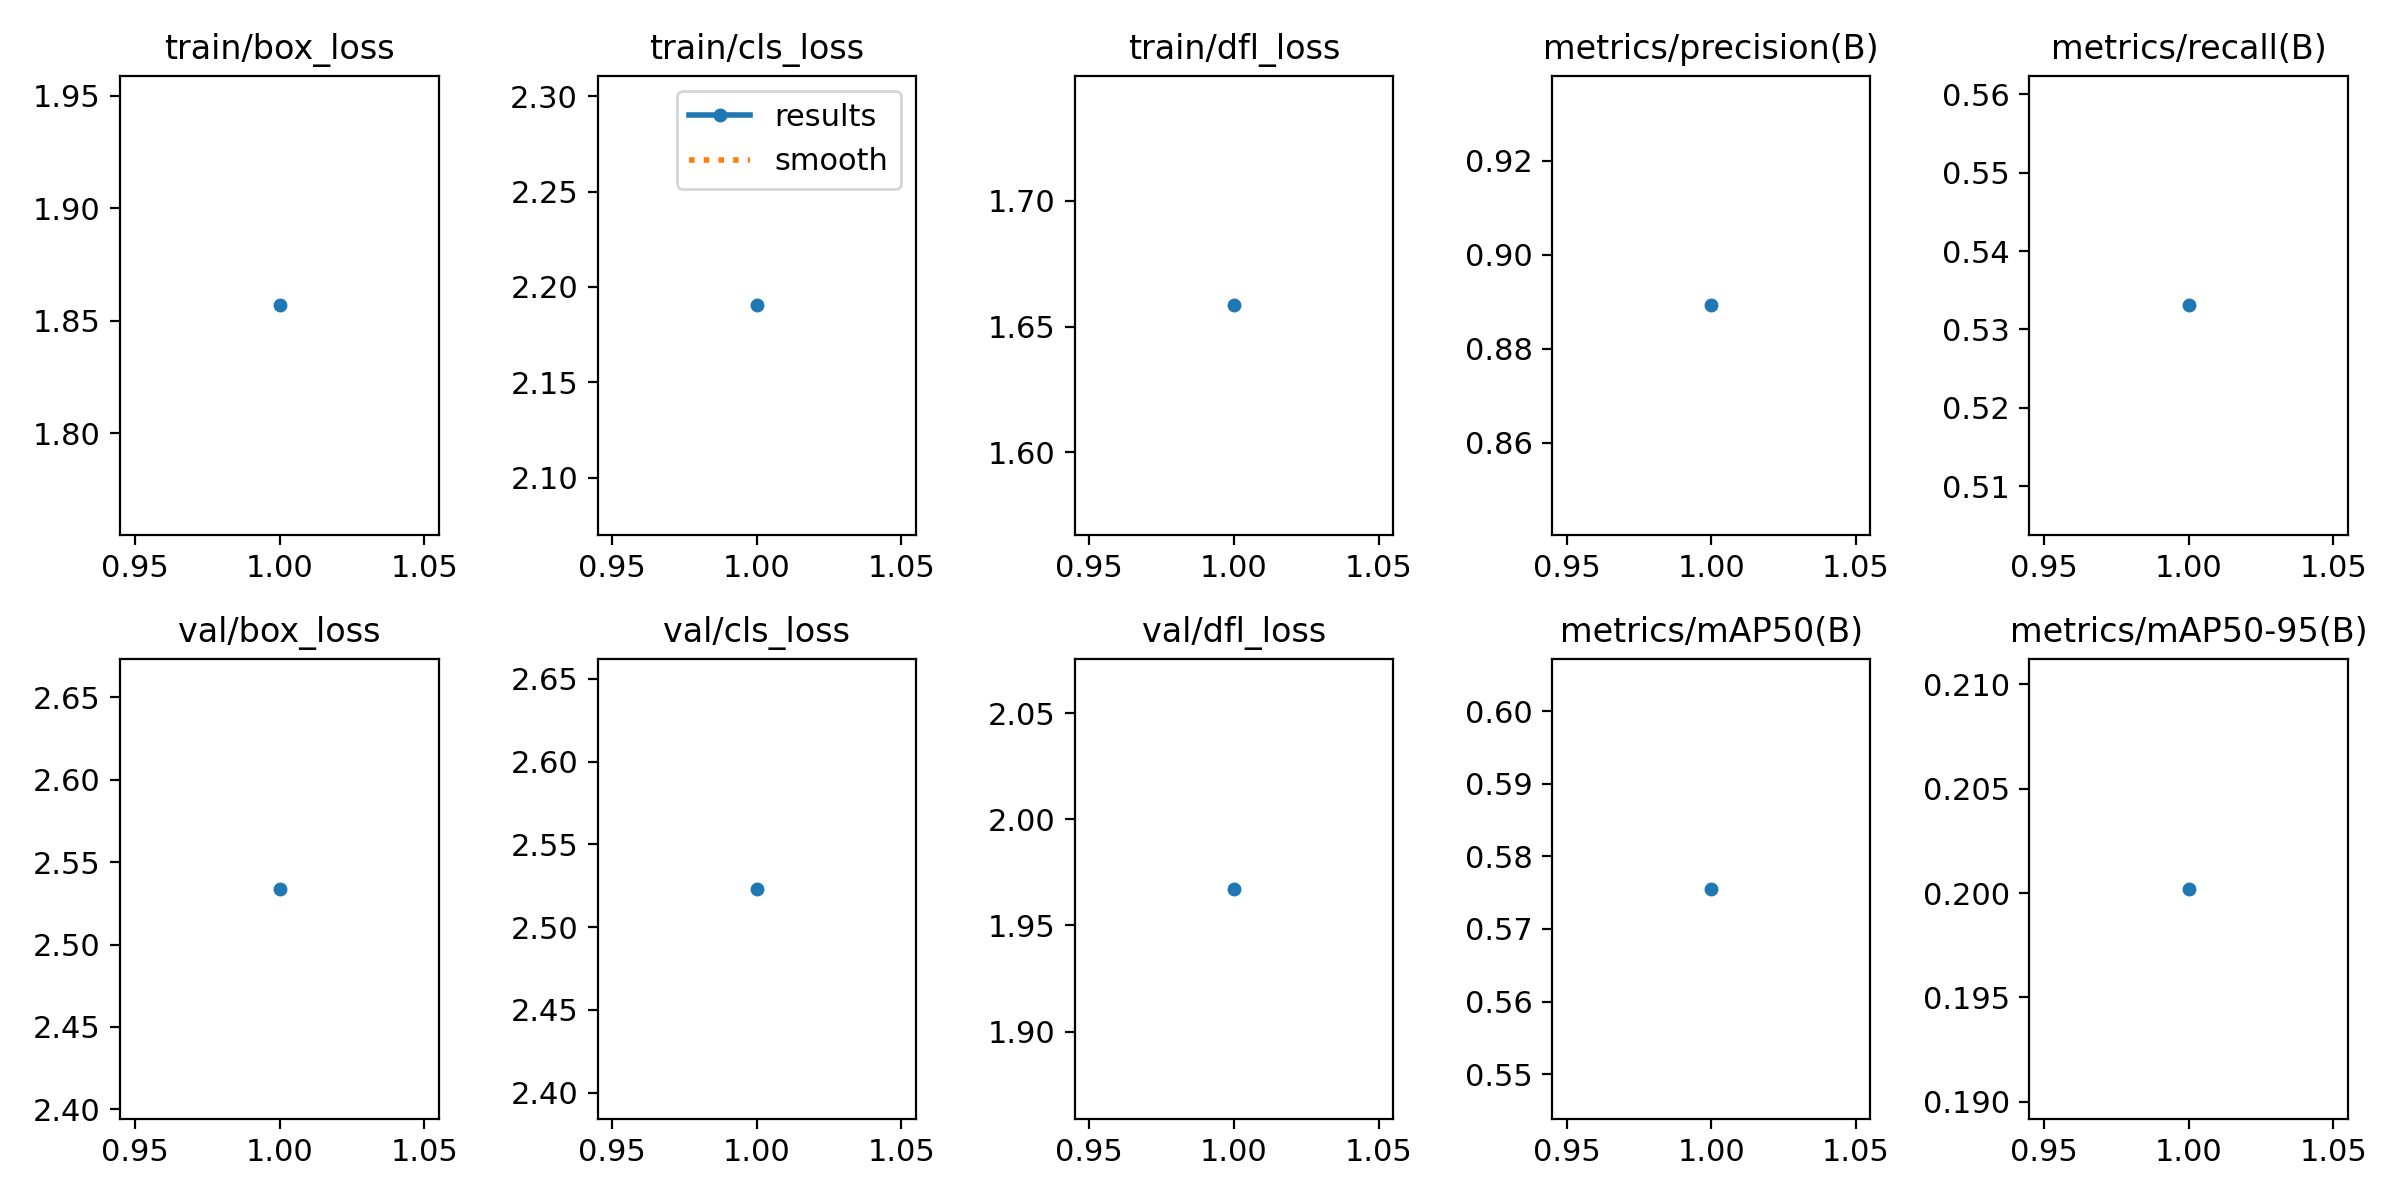 train/box_loss
1.95
1.90
1.85
1.80
0.95 1.00 1.05
train/cls_loss
results
smooth
2.30
2.25
2.20
2.15
2.10
0.95 1.00 1.05
train/dfl_loss
1.70
1.65
1.60
0.95 1.00 1.05
metrics/precision(B)
0.92
0.90
0.88
0.86
0.95 1.00 1.05
metrics/recall(B)
0.56
0.55
0.54
0.53
0.52
0.51
0.95 1.00 1.05
val/box_loss
2.65
2.60
2.55
2.50
2.45
2.40
0.95 1.00 1.05
val/cls_loss
2.65
2.60
2.55
2.50
2.45
2.40
0.95 1.00 1.05
val/dfl_loss
2.05
2.00
1.95
1.90
0.95 1.00 1.05
metrics/mAP50(B)
0.60
0.59
0.58
0.57
0.56
0.55
0.95 1.00 1.05
metrics/mAP50-95(B)
0.210
0.205
0.200
0.195
0.190
0.95 1.00 1.05